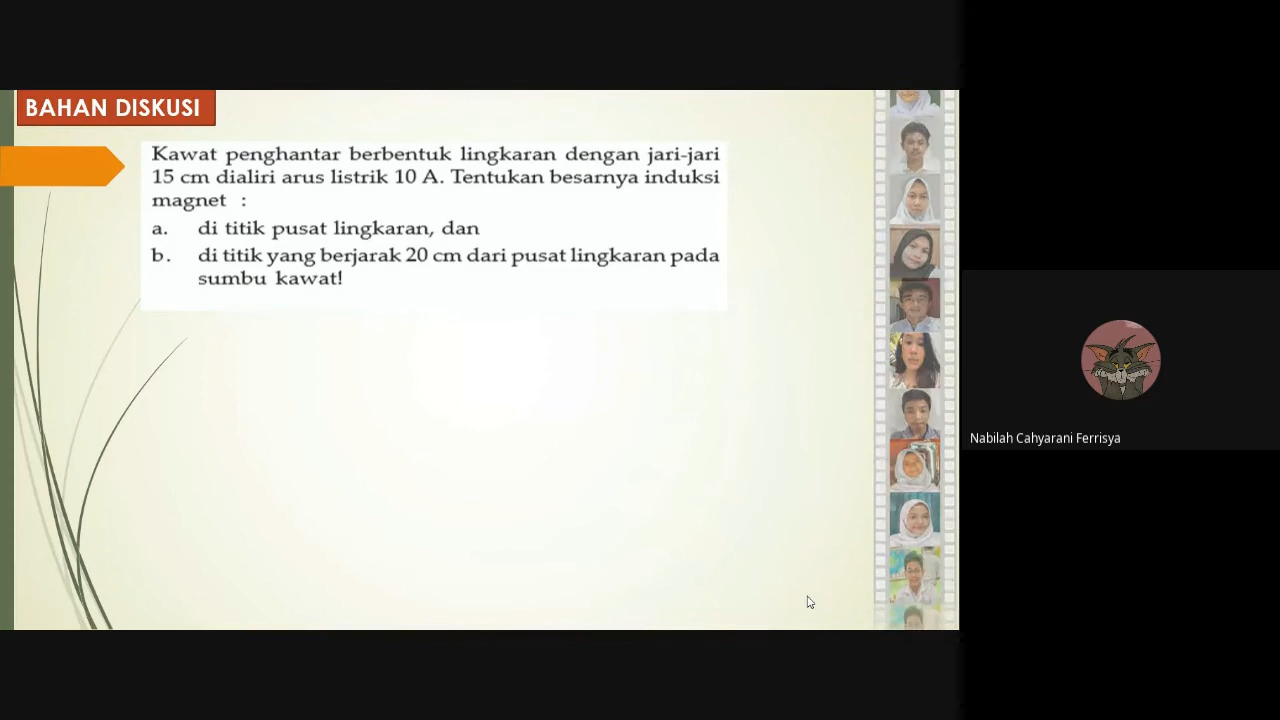 BAHAN DISKUSI
Kawat penghantar berbentuk lingkaran dengan jari-jari
15 cm dialiri arus listrik 10 A. Tentukan besarnya induksi
magnet :
a. di titik pusat lingkaran, dan
b. di titik yang berjarak 20 cm dari pusat lingkaran pada
sumbu kawat!
Nabilah Cahyarani Ferrisya